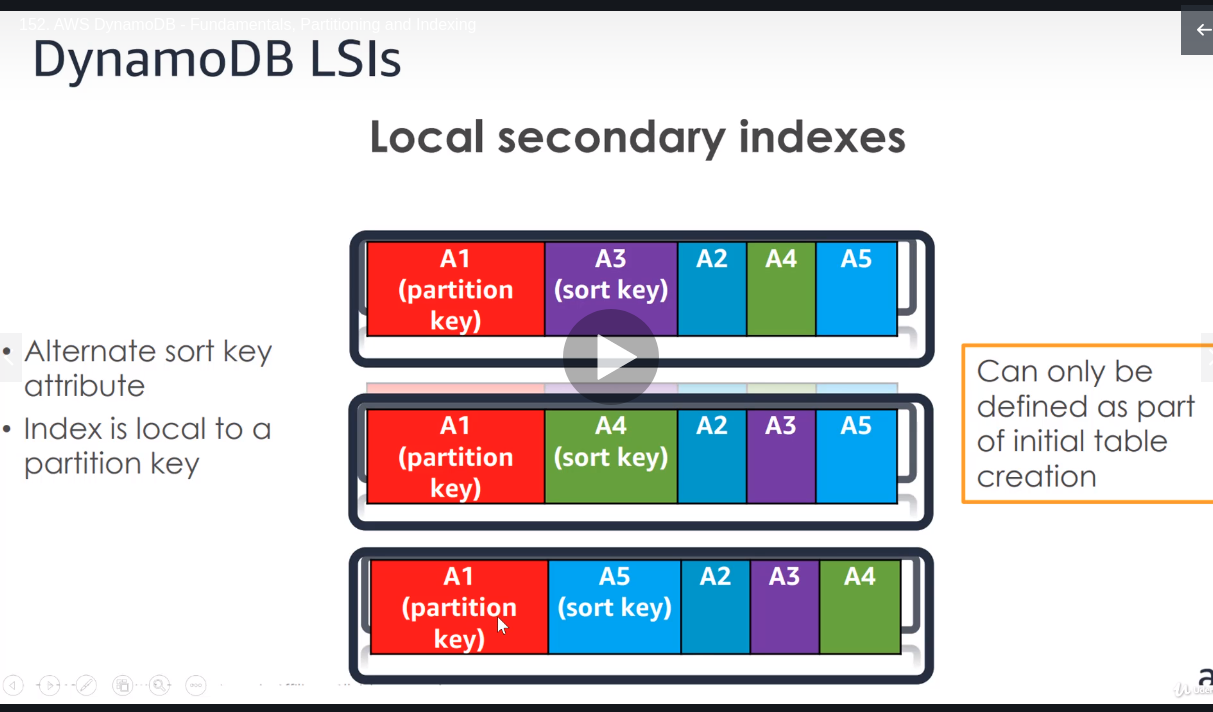 152. AWS DynamoDB - Fundamentals, Partitioning and Indexing
DynamoDB LSIs
Local secondary indexes
A1
(partition
key)
A3
(sort key)
A2
A4
A5
• Alternate sort key
attribute
• Index is local to a
partition key
A1
(partition
key)
A4
(sort key)
A2
A3
A5
Can only be
defined as part
of initial table
creation
A1
(partition
key)
A5
(sort key)
A2
A3
A4